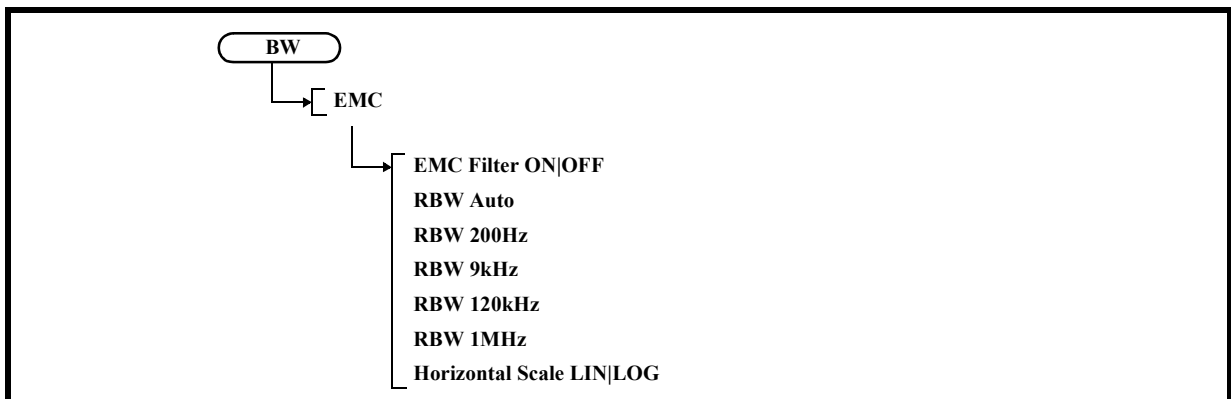 BW
EMC
EMC Filter ON|OFF
RBW Auto
RBW 200Hz
RBW 9kHz
RBW 120kHz
RBW 1MHz
Horizontal Scale LIN|LOG